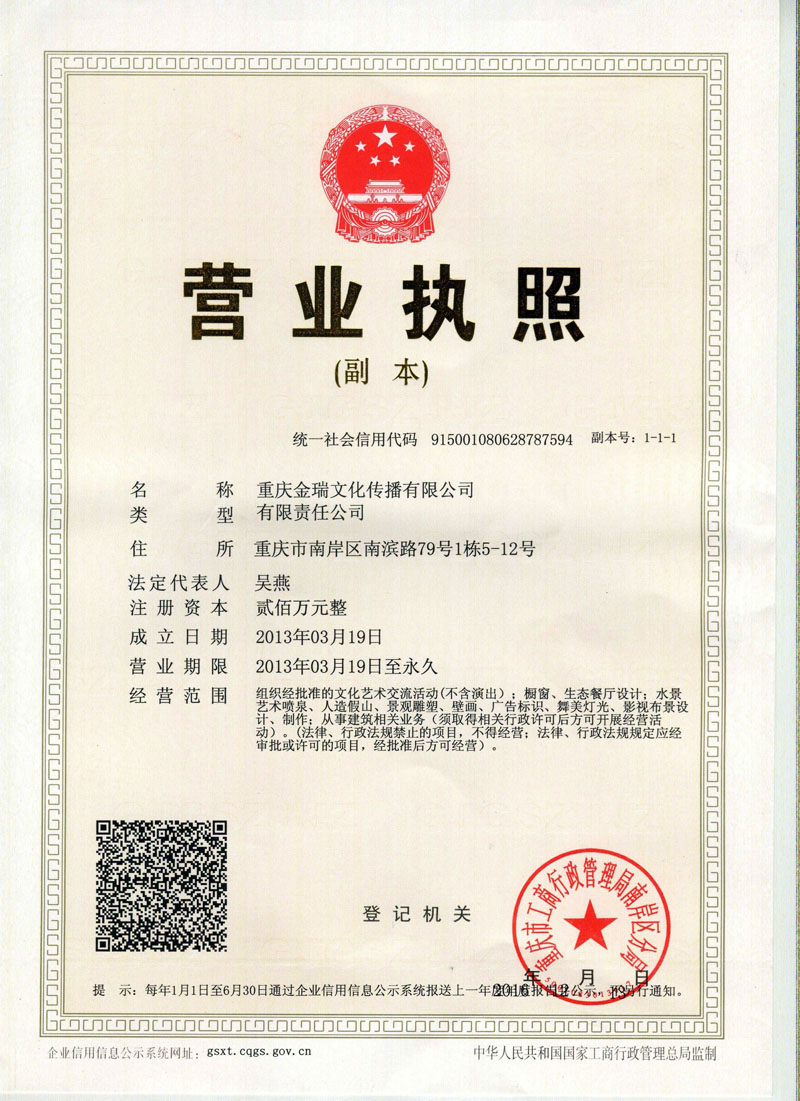 营业执照
(副 本)
统一社会信用代码 915001080628787594 副本号：1-1-1
名称 重庆金瑞文化传播有限公司
类型 有限责任公司
住所 重庆市南岸区南滨路79号1栋5-12号
法定代表人 吴燕
注册资本 贰佰万元整
成立日期 2013年03月19日
营业期限 2013年03月19日至永久
经营范围 组织经批准的文化艺术交流活动(不含演出）；橱窗、生态餐厅设计；水景
艺术喷泉、人造假山、景观雕塑、壁画、广告标识、舞美灯光、影视布景设
计、制作；从事建筑相关业务（须取得相关行政许可后方可开展经营活
动）。(法律、行政法规禁止的项目，不得经营；法律、行政法规规定应经
审批或许可的项目，经批准后方可经营）。
重庆市工商行政管理局南岸区分局
登记机关
年 月 日
提 示：每年1月1日至6月30日通过企业信用信息公示系统报送上一年度年度报告并公示，不另行通知。
企业信用信息公示系统网址：gsxt.cqgs.gov.cn
中华人民共和国国家工商行政管理总局监制